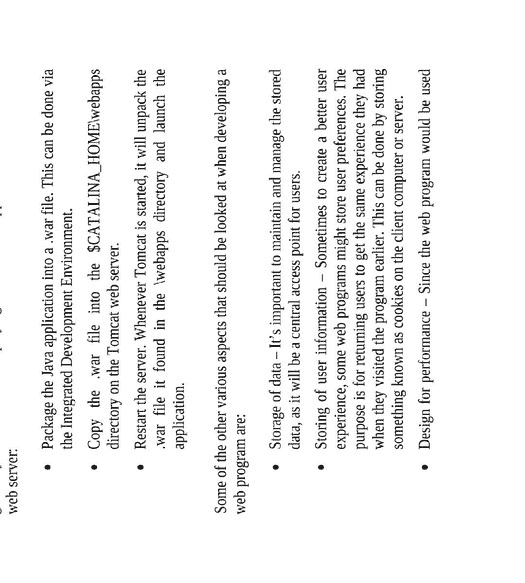 web server:
• Package the Java application into a .war file. This can be done via
the Integrated Development Environment.
• Copy the .war file into the $CATALINA_HOME\webapps
directory on the Tomcat web server.
• Restart the server. Whenever Tomcat is started, it will unpack the
.war file it found in the \webapps directory and launch the
application.
Some of the other various aspects that should be looked at when developing a
web program are:
• Storage of data – It's important to maintain and manage the stored
data, as it will be a central access point for users.
• Storing of user information – Sometimes to create a better user
experience, some web programs might store user preferences. The
purpose is for returning users to get the same experience they had
when they visited the program earlier. This can be done by storing
something known as cookies on the client computer or server.
• Design for performance – Since the web program would be used